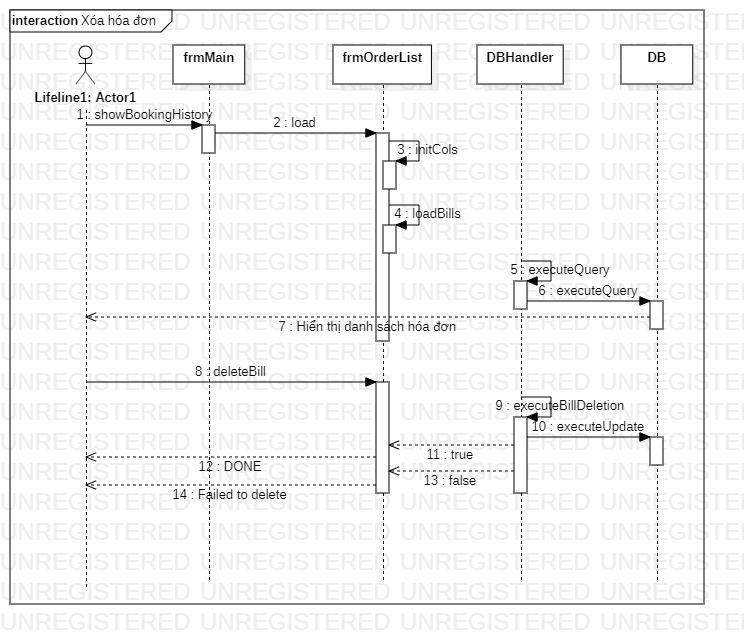 interaction Xóa hóa đơn
frmMain
frmOrderList
DBHandler
DB
Lifeline1: Actor1
1 : showBookingHistory
2 : load
3 : initCols
4 : loadBills
5 : executeQuery
6 : executeQuery
7 : Hiển thị danh sách hóa đơn
8 : deleteBill
9 : executeBillDeletion
10 : executeUpdate
11 : true
12 : DONE
13 : false
14 : Failed to delete
UNREGISTERED